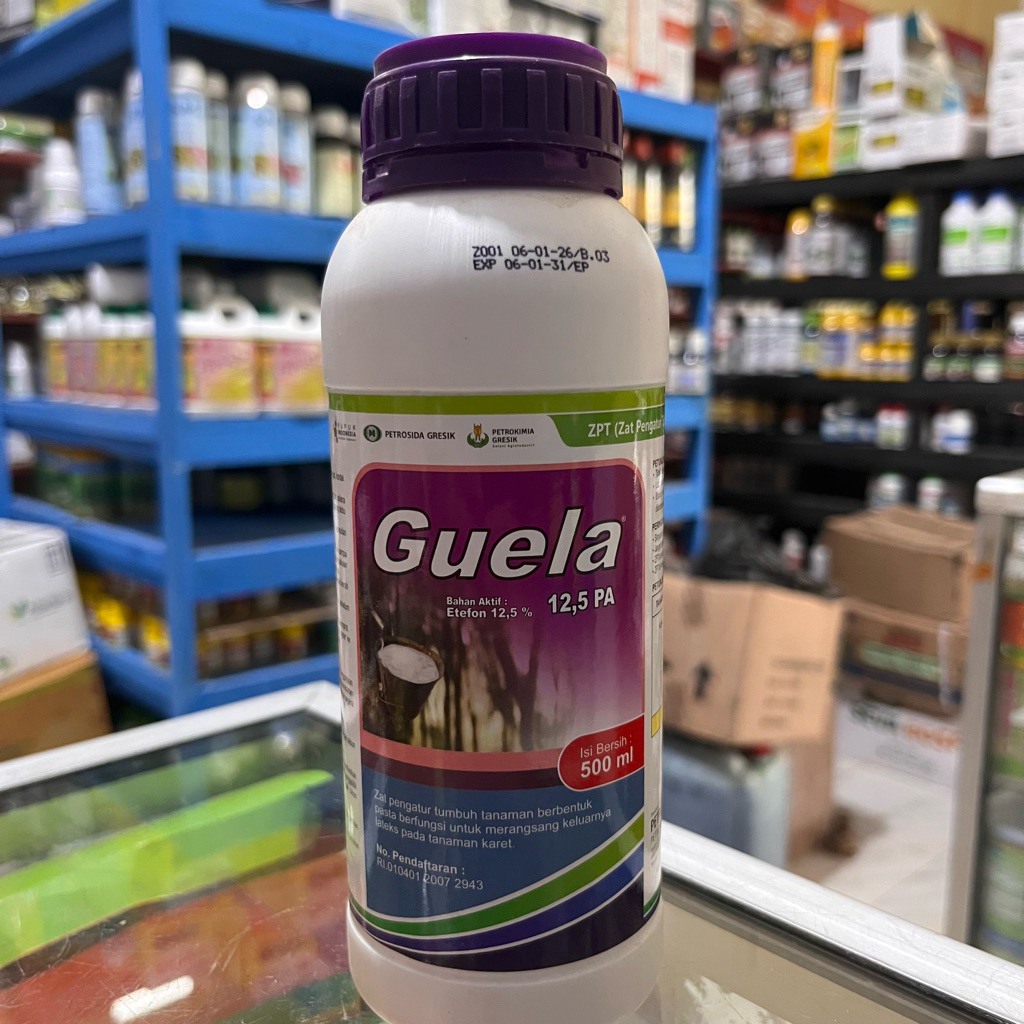 Z001 06-01-26/B.03
EXP 06-01-31/EP
PETROSIDA GRESIK
PETROKIMIA
GRESIK
ZPT (Zat Pengatur
Guela®
12,5 PA
Bahan Aktif :
Etefon 12,5 %
Isi Bersih :
500 ml
Zat pengatur tumbuh tanaman berbentuk
pasta berfungsi untuk merangsang keluarnya
lateks pada tanaman karet.
No. Pendaftaran :
RI.010401 2007 2943